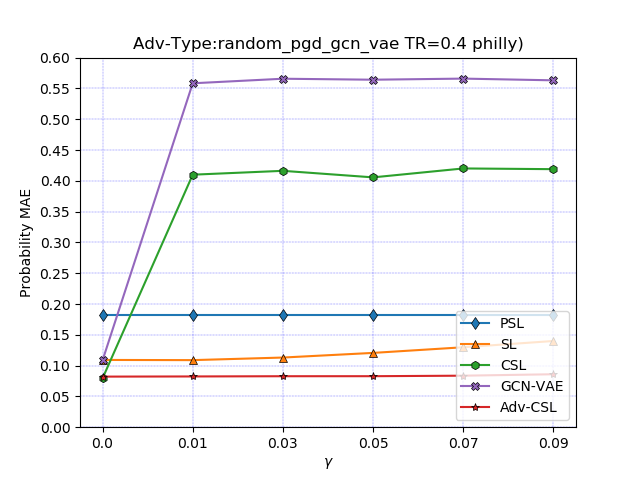 Adv-Type:random_pgd_gcn_vae TR=0.4 philly)
0.60
0.55
0.50
0.45
0.40
0.35
0.30
0.25
0.20
0.15
0.10
0.05
0.00
Probability MAE
PSL
SL
CSL
GCN-VAE
Adv-CSL
0.0 0.01 0.03 0.05 0.07 0.09
γ